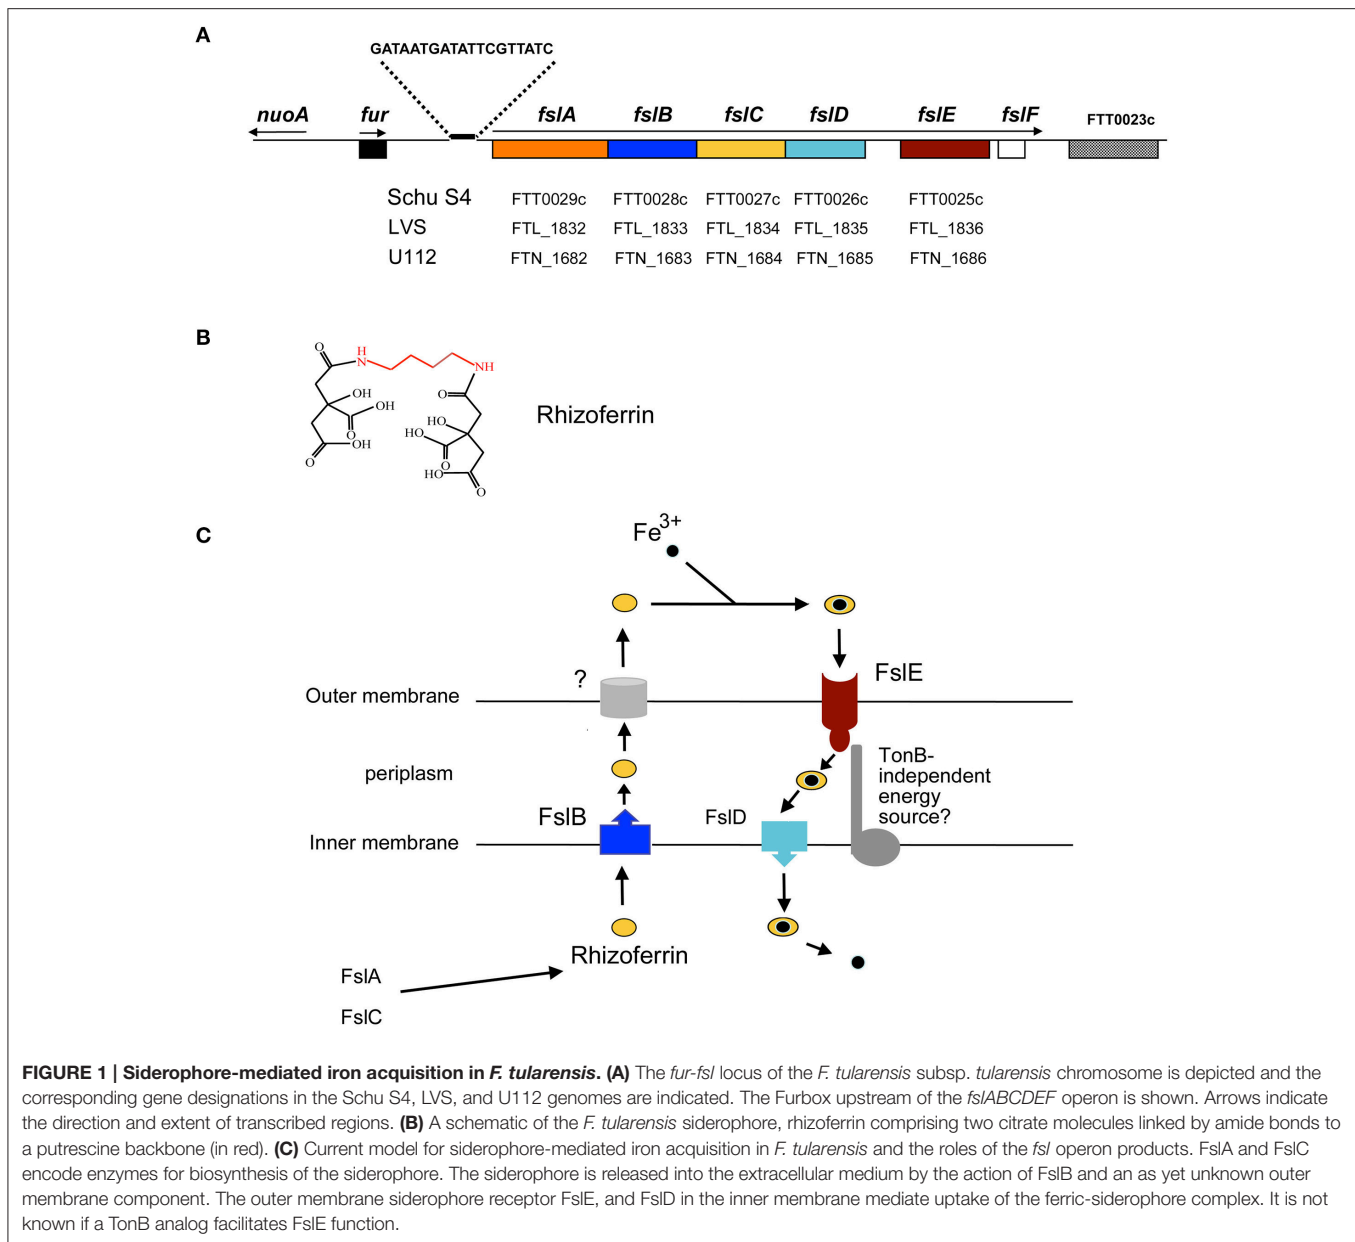 A
GATAATGATATTCGTTATC
nuoA fur fslA fslB fslC fslD fslE fslF FTT0023c
Schu S4 FTT0029c FTT0028c FTT0027c FTT0026c FTT0025c
LVS FTL_1832 FTL_1833 FTL_1834 FTL_1835 FTL_1836
U112 FTN_1682 FTN_1683 FTN_1684 FTN_1685 FTN_1686
B
O H N NH O
OH OH HO HO
O OH O O HO O
Rhizoferrin
C
Fe3+
?
FslE
Outer membrane
TonB-
independent
energy
source?
periplasm
FslB FslD
Inner membrane
Rhizoferrin
FslA
FslC
FIGURE 1 | Siderophore-mediated iron acquisition in F. tularensis. (A) The fur-fsl locus of the F. tularensis subsp. tularensis chromosome is depicted and the
corresponding gene designations in the Schu S4, LVS, and U112 genomes are indicated. The Furbox upstream of the fslABCDEF operon is shown. Arrows indicate
the direction and extent of transcribed regions. (B) A schematic of the F. tularensis siderophore, rhizoferrin comprising two citrate molecules linked by amide bonds to
a putrescine backbone (in red). (C) Current model for siderophore-mediated iron acquisition in F. tularensis and the roles of the fsl operon products. FslA and FslC
encode enzymes for biosynthesis of the siderophore. The siderophore is released into the extracellular medium by the action of FslB and an as yet unknown outer
membrane component. The outer membrane siderophore receptor FslE, and FslD in the inner membrane mediate uptake of the ferric-siderophore complex. It is not
known if a TonB analog facilitates FslE function.